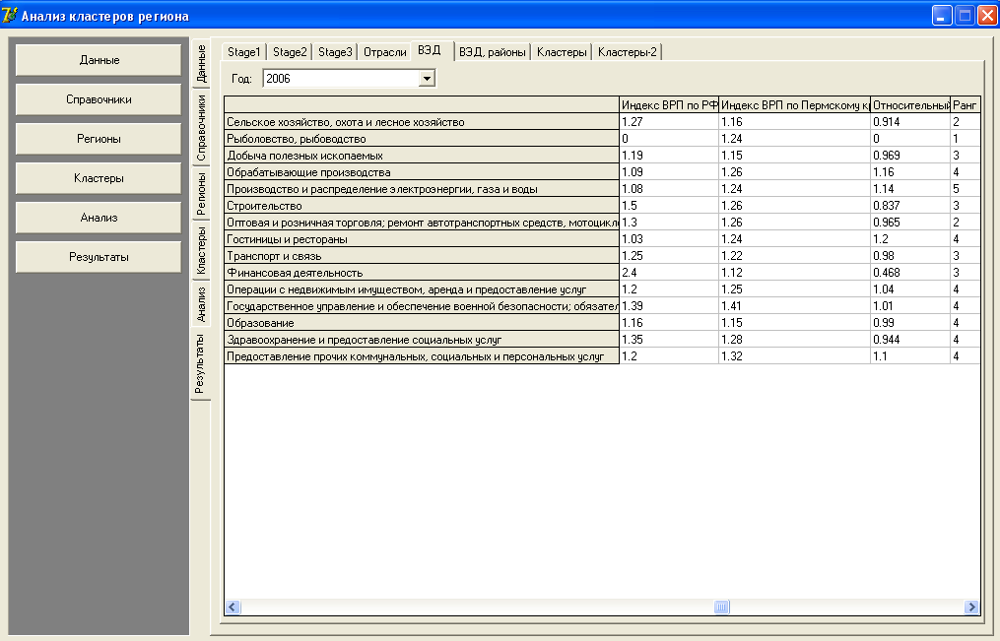 Анализ кластеров региона
Данные
Справочники
Регионы
Кластеры
Анализ
Результаты
Данные
Справочники
Регионы
Кластеры
Анализ
Результаты
Stage1 Stage2 Stage3 Отрасли ВЭД ВЭД, районы Кластеры Кластеры-2
Год: 2006
Индекс ВРП по РФ Индекс ВРП по Пермскому кр Относительный Ранг
Сельское хозяйство, охота и лесное хозяйство 1.27 1.16 0.914 2
Рыболовство, рыбоводство 0 1.24 0 1
Добыча полезных ископаемых 1.19 1.15 0.969 3
Обрабатывающие производства 1.09 1.26 1.16 4
Производство и распределение электроэнергии, газа и воды 1.08 1.24 1.14 5
Строительство 1.5 1.26 0.837 3
Оптовая и розничная торговля; ремонт автотранспортных средств, мотоцикл 1.3 1.26 0.965 2
Гостиницы и рестораны 1.03 1.24 1.2 4
Транспорт и связь 1.25 1.22 0.98 3
Финансовая деятельность 2.4 1.12 0.468 3
Операции с недвижимым имуществом, аренда и предоставление услуг 1.2 1.25 1.04 4
Государственное управление и обеспечение военной безопасности; обязател 1.39 1.41 1.01 4
Образование 1.16 1.15 0.99 4
Здравоохранение и предоставление социальных услуг 1.35 1.28 0.944 4
Предоставление прочих коммунальных, социальных и персональных услуг 1.2 1.32 1.1 4